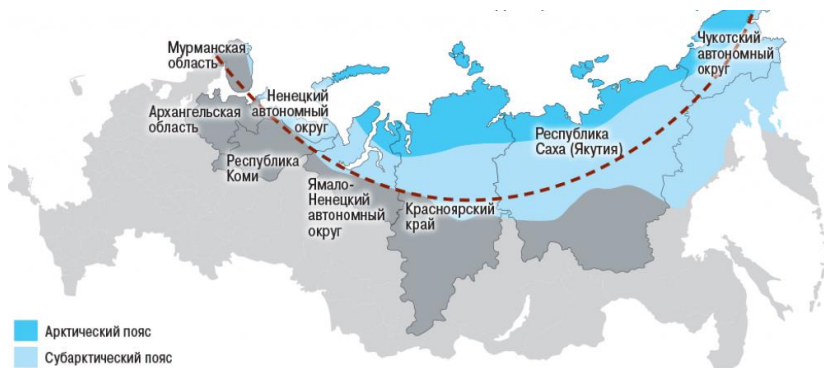 Мурманская
область
Ненецкий
автономный
округ
Архангельская
область
Республика
Коми
Ямало-
Ненецкий
автономный
округ
Красноярский
край
Республика
Саха (Якутия)
Чукотский
автономный
округ
Арктический пояс
Субарктический пояс